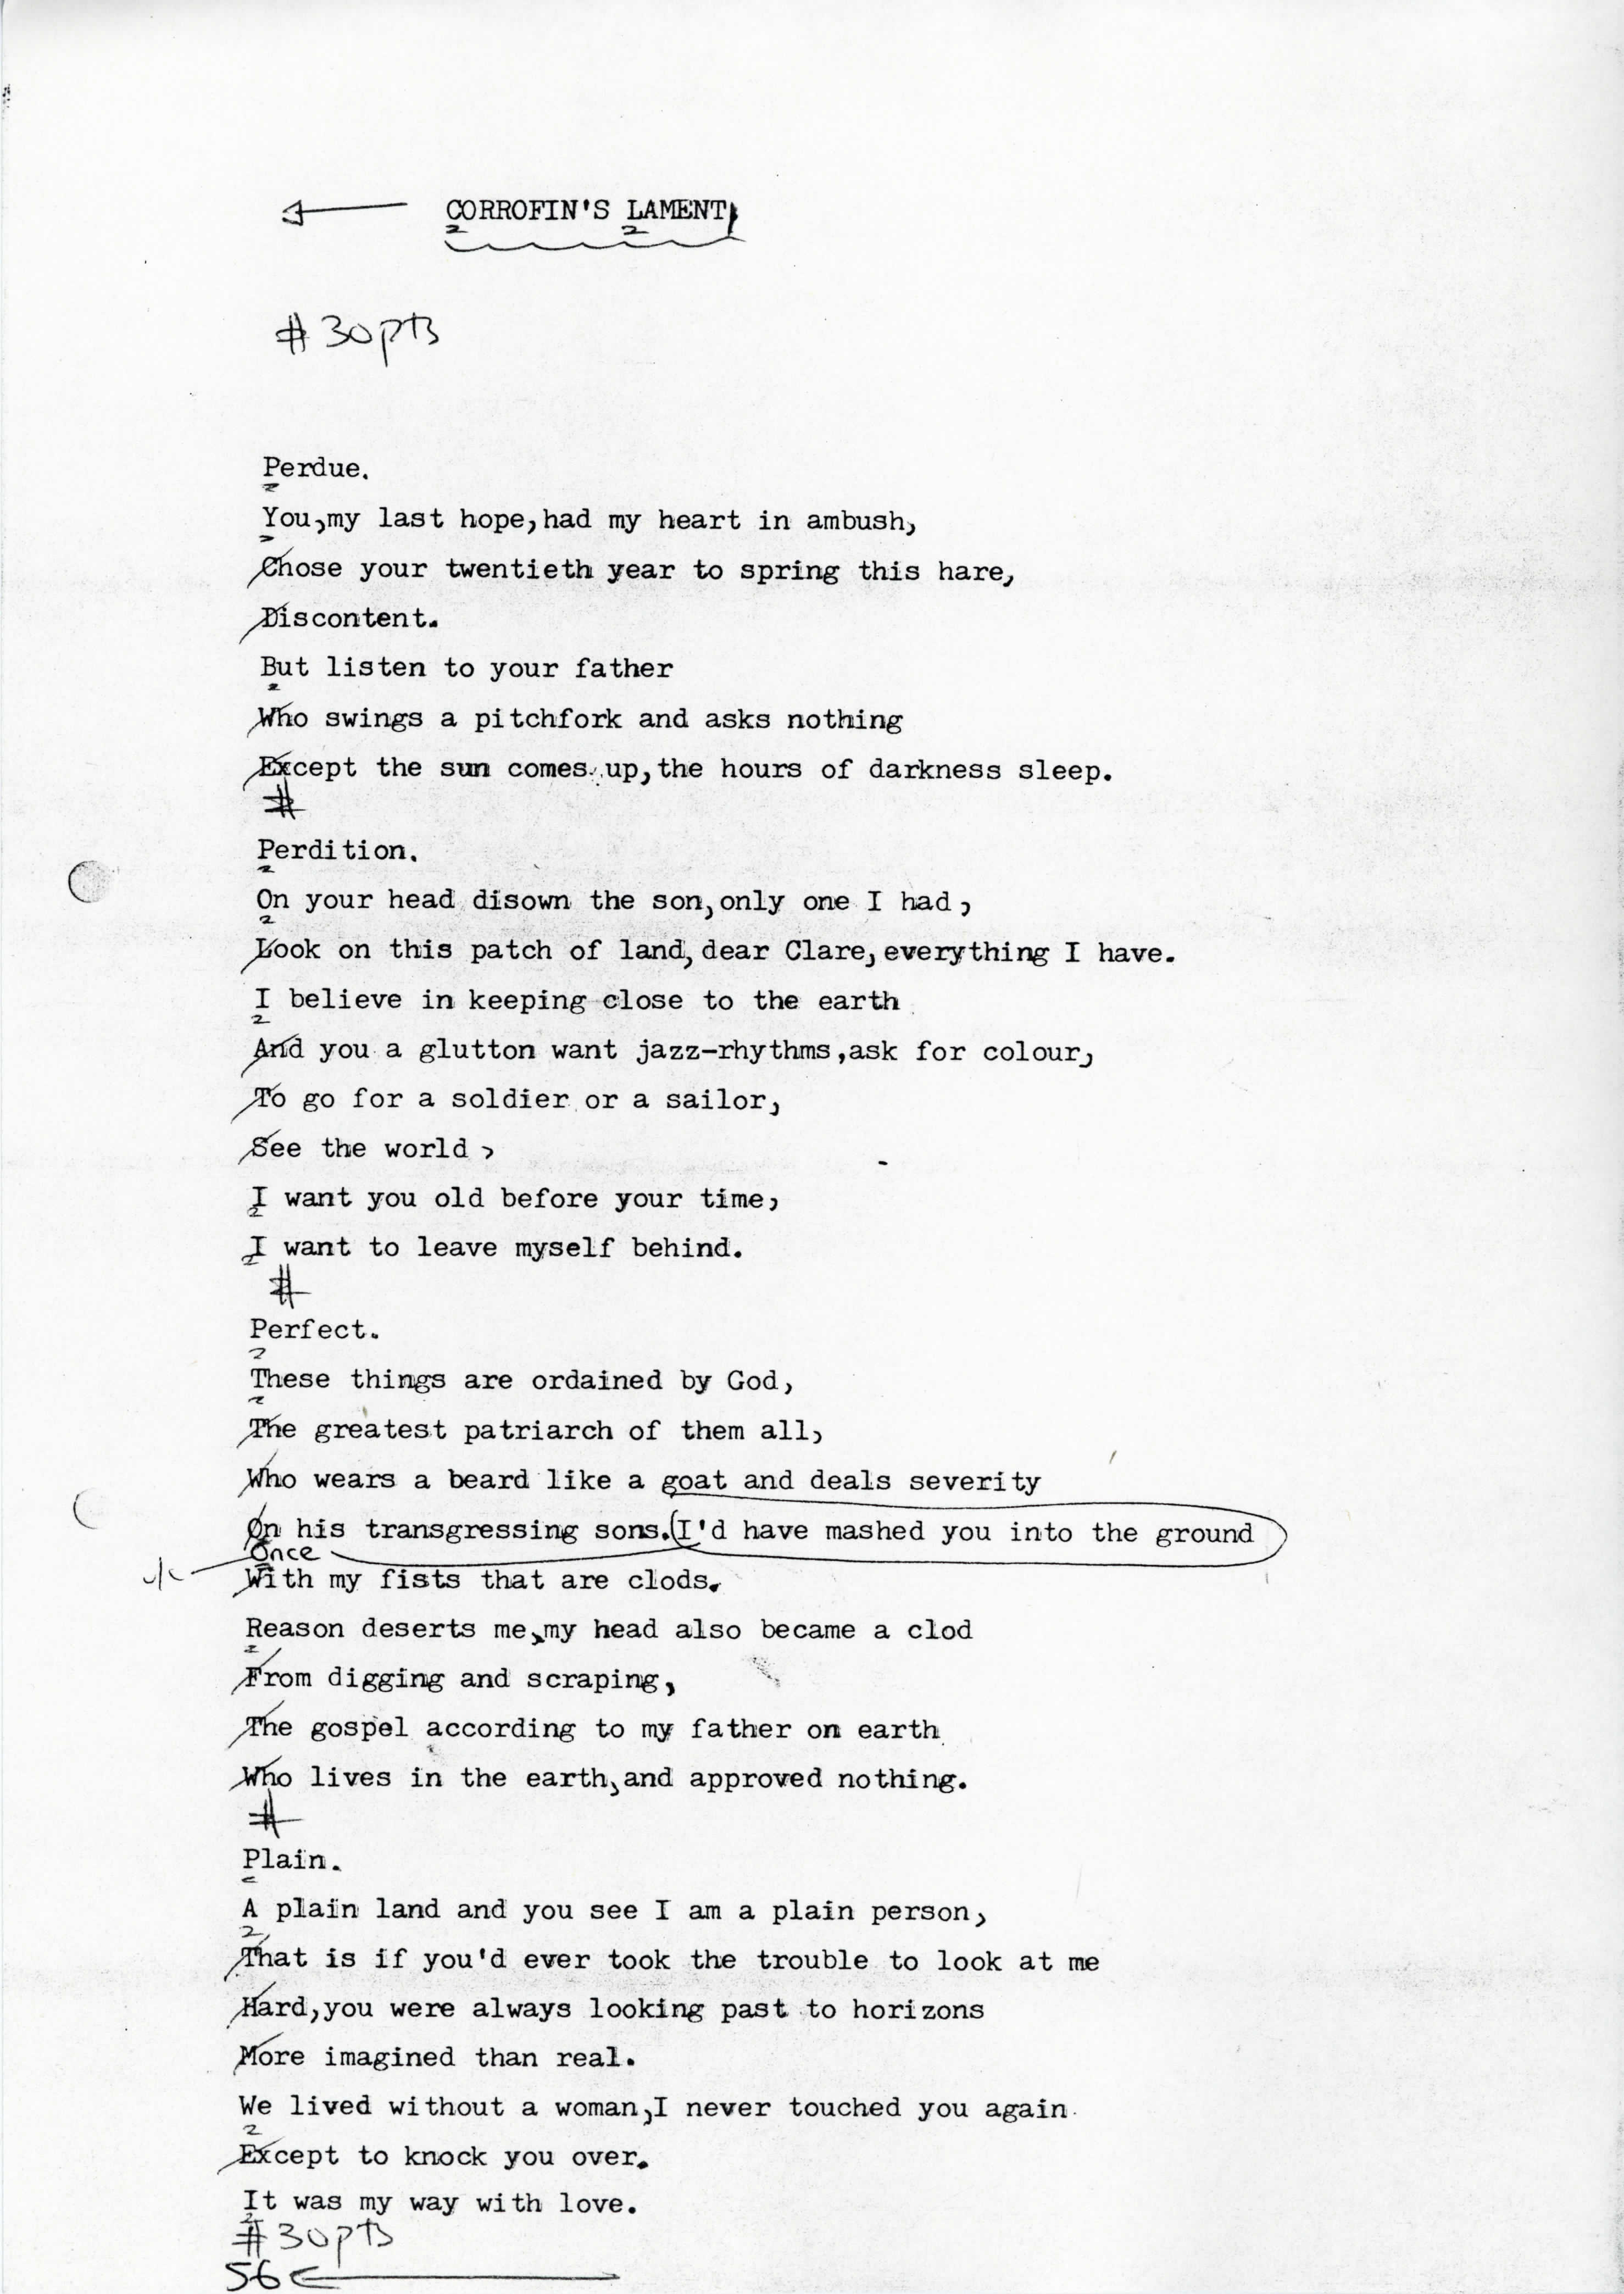 CORROFIN'S LAMENT
# 30pts
Perdue.
You, my last hope, had my heart in ambush,
Chose your twentieth year to spring this hare,
Discontent.
But listen to your father
Who swings a pitchfork and asks nothing
Except the sun comes up, the hours of darkness sleep.
#
Perdition.
On your head disown the son, only one I had,
Look on this patch of land, dear Clare, everything I have.
I believe in keeping close to the earth
And you a glutton want jazz-rhythms, ask for colour,
To go for a soldier or a sailor,
See the world,
I want you old before your time,
I want to leave myself behind.
#
Perfect.
These things are ordained by God,
The greatest patriarch of them all,
Who wears a beard like a goat and deals severity
On his transgressing sons. I'd have mashed you into the ground
Once
With my fists that are clods.
Reason deserts me, my head also became a clod
From digging and scraping,
The gospel according to my father on earth
Who lives in the earth, and approved nothing.
#
Plain.
A plain land and you see I am a plain person,
That is if you'd ever took the trouble to look at me
Hard, you were always looking past to horizons
More imagined than real.
We lived without a woman, I never touched you again
Except to knock you over.
It was my way with love.
# 30pts
56